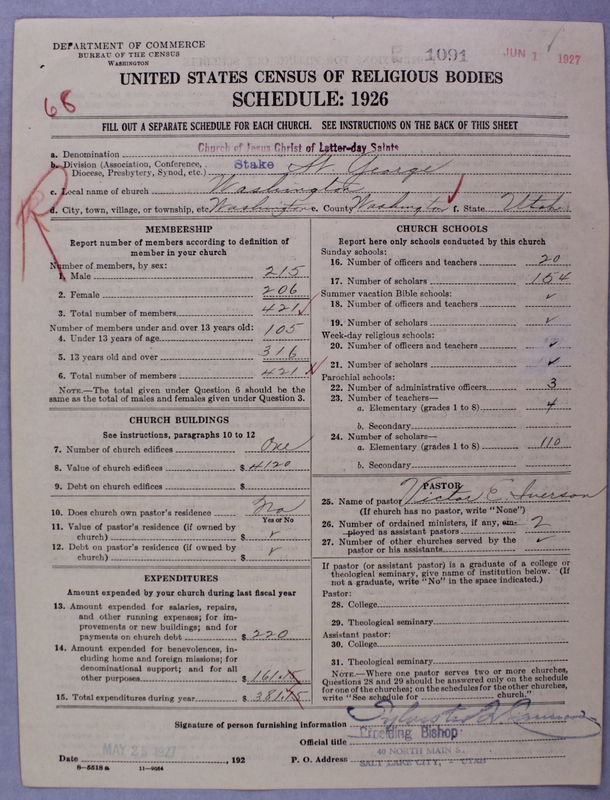 DEPARTMENT OF COMMERCE
BUREAU OF THE CENSUS
WASHINGTON
1091
JUN 1 1927
UNITED STATES CENSUS OF RELIGIOUS BODIES
68
SCHEDULE: 1926
FILL OUT A SEPARATE SCHEDULE FOR EACH CHURCH. SEE INSTRUCTIONS ON THE BACK OF THIS SHEET
a. Denomination Church of Jesus Christ of Latter-day Saints
b. Division (Association, Conference, Diocese, Presbytery, Synod, etc.) Stake St. George
c. Local name of church Washington
d. City, town, village, or township, etc. Washington e. County Washington f. State Utah
MEMBERSHIP
Report number of members according to definition of
member in your church
Number of members, by sex:
1. Male 215
2. Female 206
3. Total number of members 421
Number of members under and over 13 years old:
4. Under 13 years of age 105
5. 13 years old and over 316
6. Total number of members 421
NOTE.—The total given under Question 6 should be the
same as the total of males and females given under Question 3.
CHURCH BUILDINGS
See instructions, paragraphs 10 to 12
7. Number of church edifices One
8. Value of church edifices $ 4120
9. Debt on church edifices $
10. Does church own pastor's residence No
Yes or No
11. Value of pastor's residence (if owned by
church) $ ✓
12. Debt on pastor's residence (if owned by
church) $ ✓
EXPENDITURES
Amount expended by your church during last fiscal year
13. Amount expended for salaries, repairs,
and other running expenses; for im-
provements or new buildings; and for
payments on church debt $ 220
14. Amount expended for benevolences, in-
cluding home and foreign missions; for
denominational support; and for all
other purposes $ 161.15
15. Total expenditures during year $ 381.15
CHURCH SCHOOLS
Report here only schools conducted by this church
Sunday schools:
16. Number of officers and teachers 20
17. Number of scholars 154
Summer vacation Bible schools:
18. Number of officers and teachers ✓
19. Number of scholars ✓
Week-day religious schools:
20. Number of officers and teachers ✓
21. Number of scholars ✓
Parochial schools:
22. Number of administrative officers 3
23. Number of teachers—
a. Elementary (grades 1 to 8) 4
b. Secondary
24. Number of scholars—
a. Elementary (grades 1 to 8) 110
b. Secondary
PASTOR
25. Name of pastor Victor E. Iverson
(If church has no pastor, write "None")
26. Number of ordained ministers, if any, em-
ployed as assistant pastors 2
27. Number of other churches served by the
pastor or his assistants ✓
If pastor (or assistant pastor) is a graduate of a college or
theological seminary, give name of institution below. (If
not a graduate, write "No" in the space indicated.)
Pastor:
28. College
29. Theological seminary
Assistant pastor:
30. College
31. Theological seminary
NOTE.—Where one pastor serves two or more churches,
Questions 28 and 29 should be answered only on the schedule
for one of the churches; on the schedules for the other churches,
write "See schedule for church."
Signature of person furnishing information Sylvester Q. Cannon
Official title Presiding Bishop
MAY 25 1927
Date , 192 P. O. Address 40 NORTH MAIN
SALT LAKE CITY, UTAH
8—5518a 11—9564